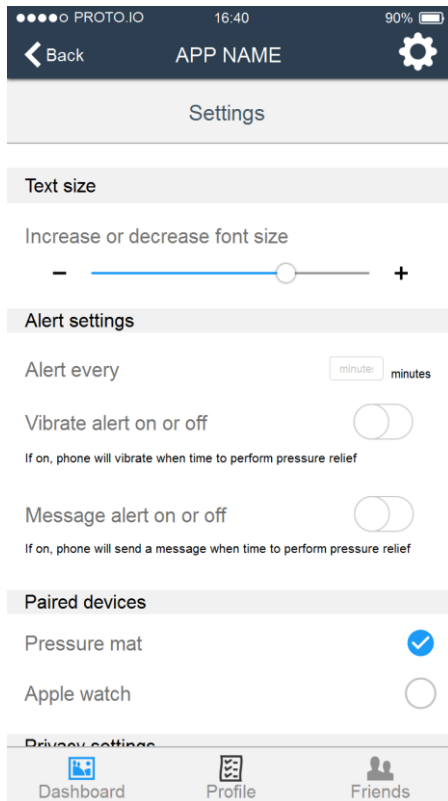 PROTO.IO 16:40 90%
Back APP NAME
Settings
Text size
Increase or decrease font size
− +
Alert settings
Alert every minutes minutes
Vibrate alert on or off
If on, phone will vibrate when time to perform pressure relief
Message alert on or off
If on, phone will send a message when time to perform pressure relief
Paired devices
Pressure mat
Apple watch
Privacy settings
Dashboard Profile Friends